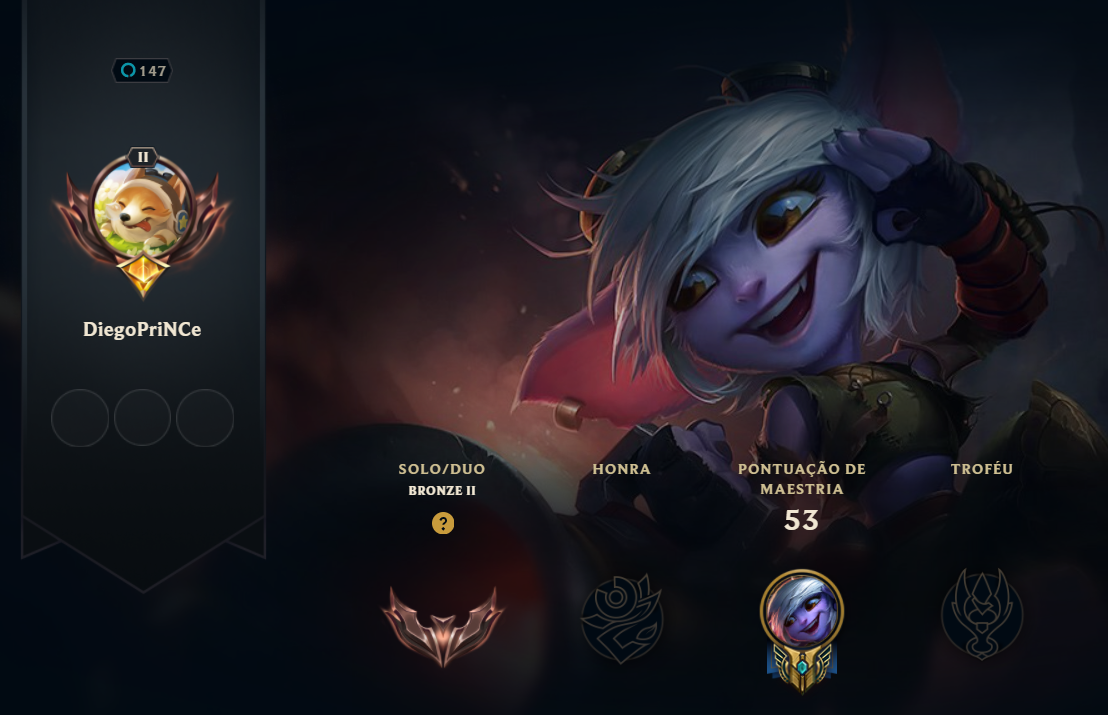 147
II
DiegoPriNCe
SOLO/DUO
BRONZE II
?
HONRA
PONTUAÇÃO DE
MAESTRIA
53
TROFÉU